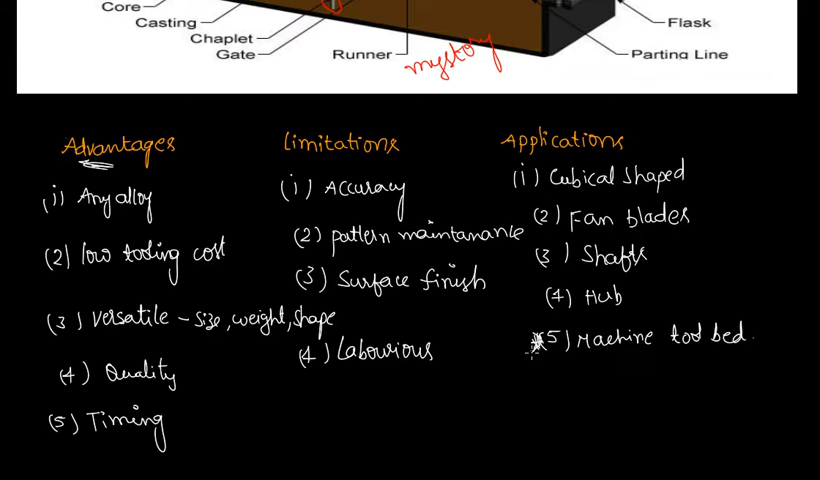 Core
Casting
Chaplet
Gate
Runner
mystory
Flask
Parting Line
Advantages
(i) Any alloy
(2) low tooling cost
(3) Versatile - size, weight, shape
(4) Quality
(5) Timing
Limitations
(i) Accuracy
(2) pattern maintanance
(3) Surface finish
(4) Labourious
Applications
(i) Cubical shaped
(2) Fan blades
(3) Shafts
(4) Hub
(5) Machine tool bed.